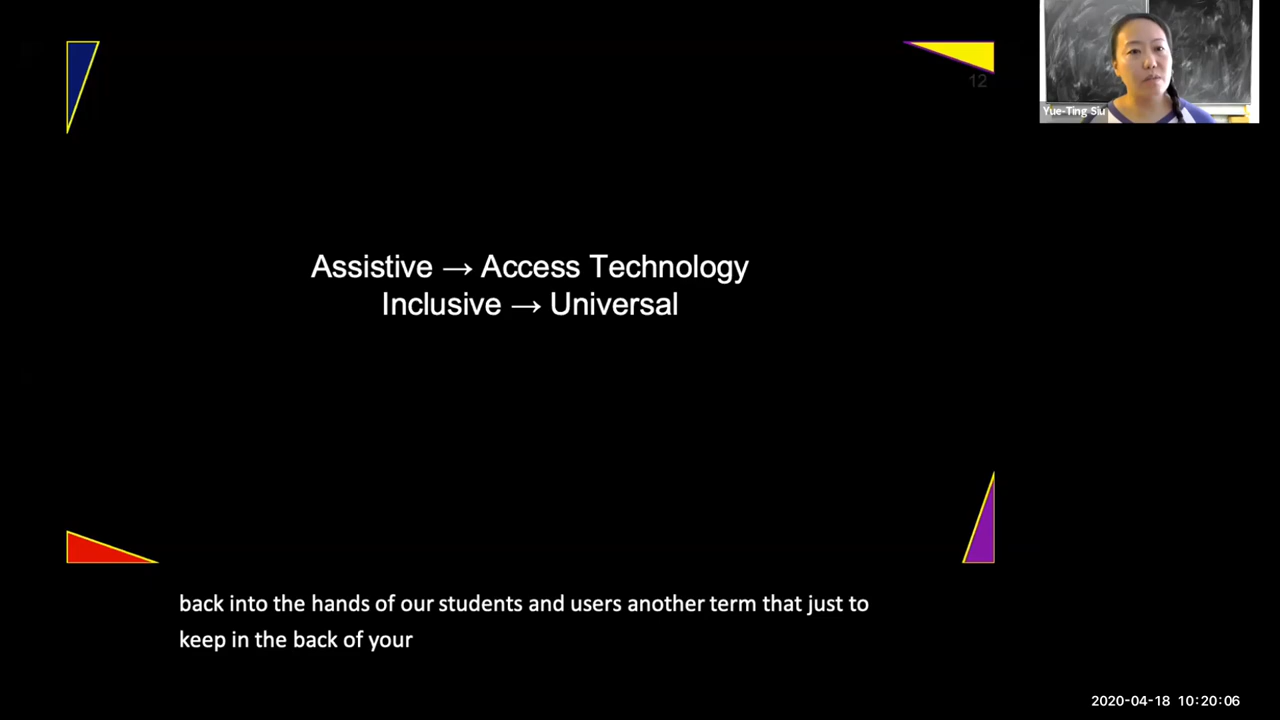 12
Yue-Ting Siu
Assistive → Access Technology
Inclusive → Universal
back into the hands of our students and users another term that just to
keep in the back of your
2020-04-18 10:20:06